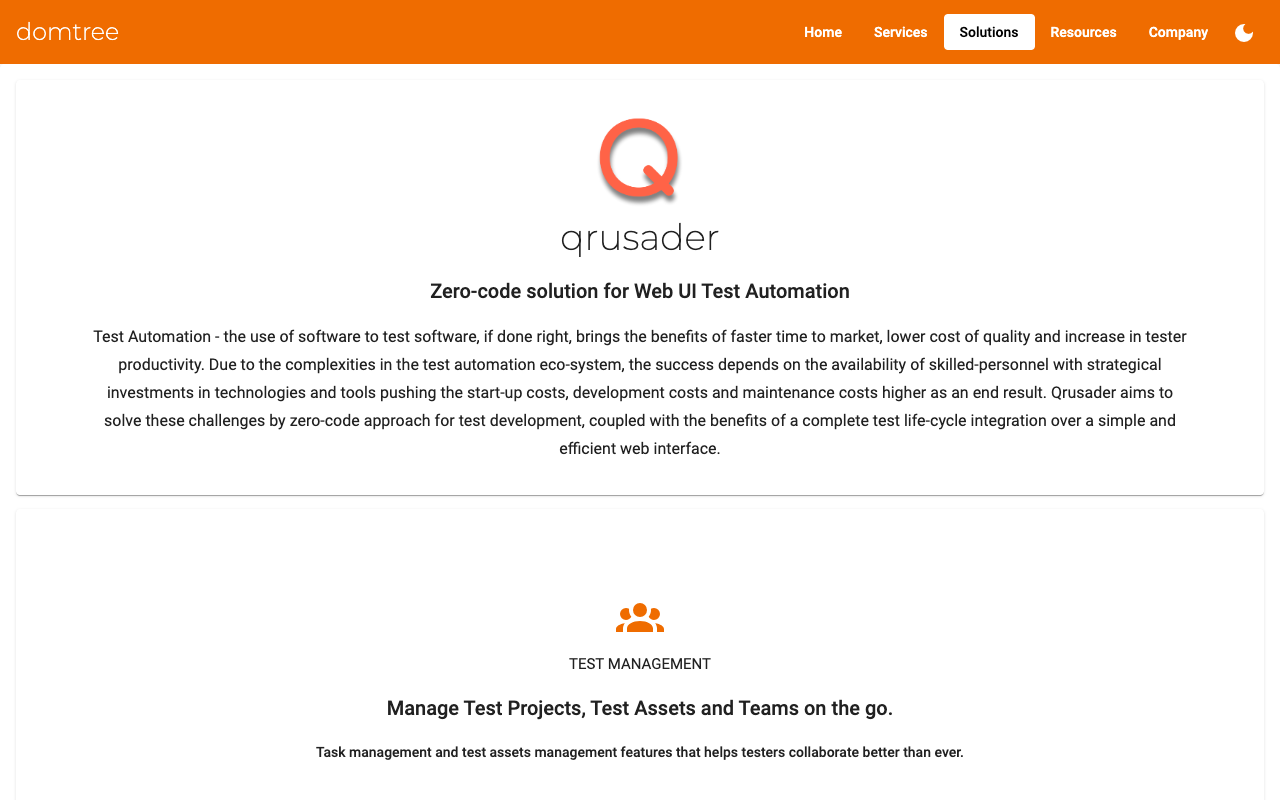 domtree
Home
Services
Solutions
Resources
Company
qrusader
Zero-code solution for Web UI Test Automation
Test Automation - the use of software to test software, if done right, brings the benefits of faster time to market, lower cost of quality and increase in tester
productivity. Due to the complexities in the test automation eco-system, the success depends on the availability of skilled-personnel with strategical
investments in technologies and tools pushing the start-up costs, development costs and maintenance costs higher as an end result. Qrusader aims to
solve these challenges by zero-code approach for test development, coupled with the benefits of a complete test life-cycle integration over a simple and
efficient web interface.
TEST MANAGEMENT
Manage Test Projects, Test Assets and Teams on the go.
Task management and test assets management features that helps testers collaborate better than ever.